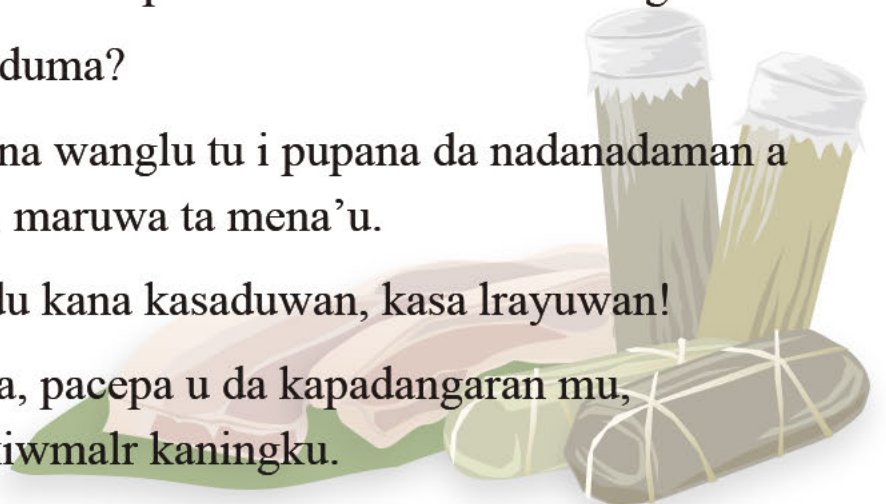 duma?
na wanglu tu i pupana da nadanadaman a
maruwa ta mena’u.
du kana kasaduwan, kasa lrayuwan!
a, pacepa u da kapadangaran mu,
kiwmalr kaningku.